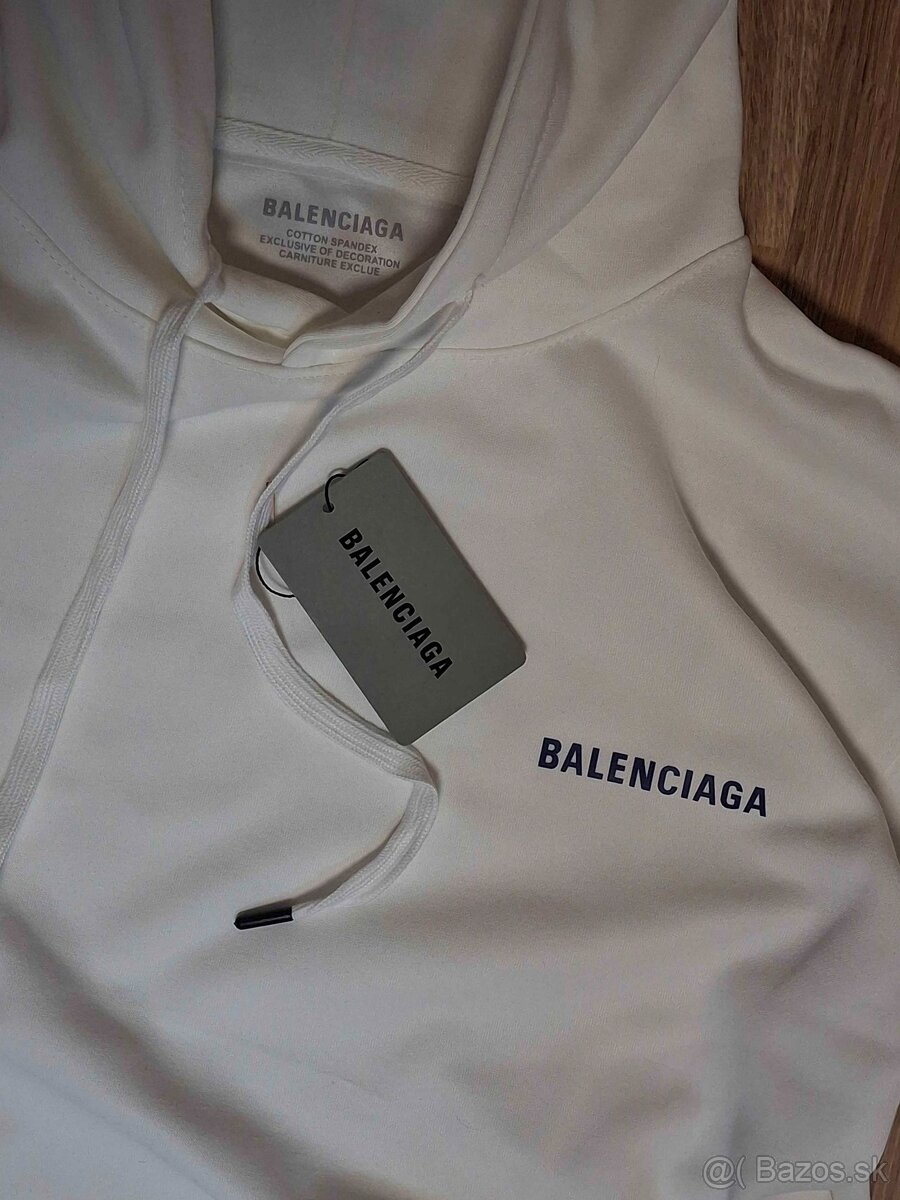 BALENCIAGA
COTTON SPANDEX
EXCLUSIVE OF DECORATION
CARNITURE EXCLUE
BALENCIAGA
BALENCIAGA
@( Bazos.sk